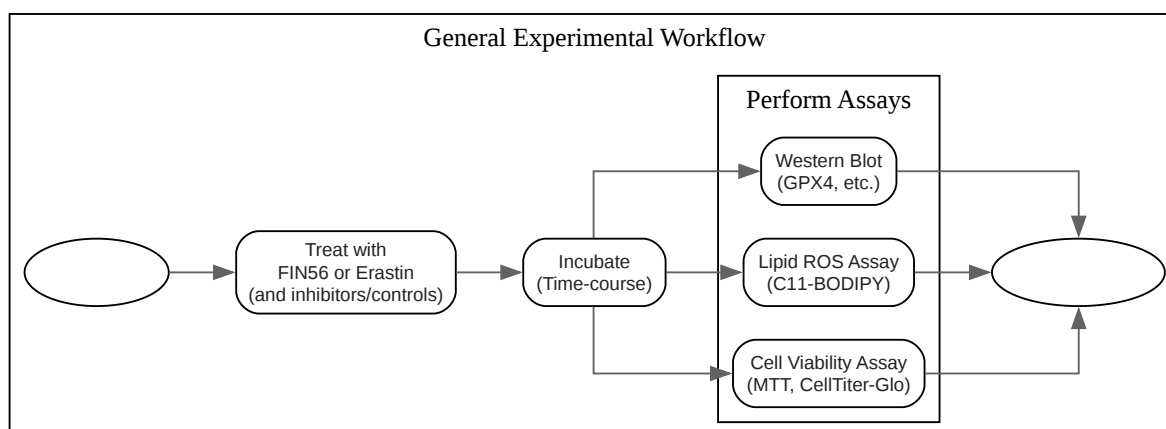 General Experimental Workflow
Perform Assays
Western Blot
(GPX4, etc.)
Treat with
FIN56 or Erastin
(and inhibitors/controls)
Incubate
(Time-course)
Lipid ROS Assay
(C11-BODIPY)
Cell Viability Assay
(MTT, CellTiter-Glo)